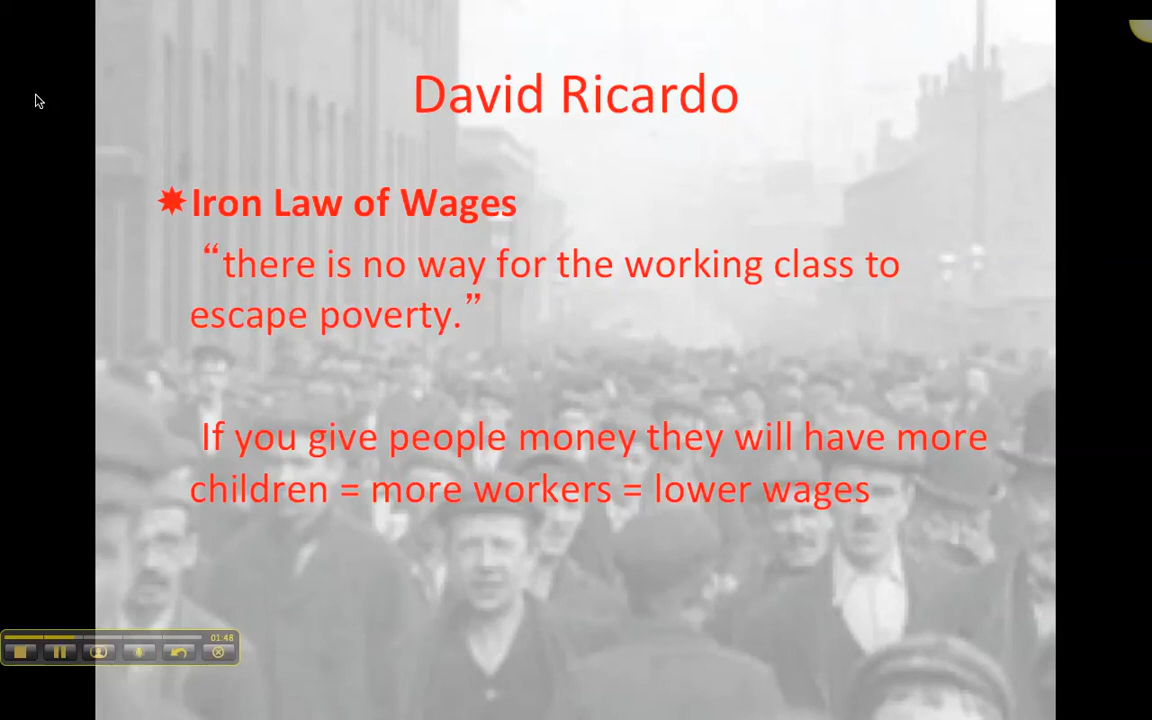 David Ricardo
✷Iron Law of Wages
“there is no way for the working class to
escape poverty.”
If you give people money they will have more
children = more workers = lower wages
01:48